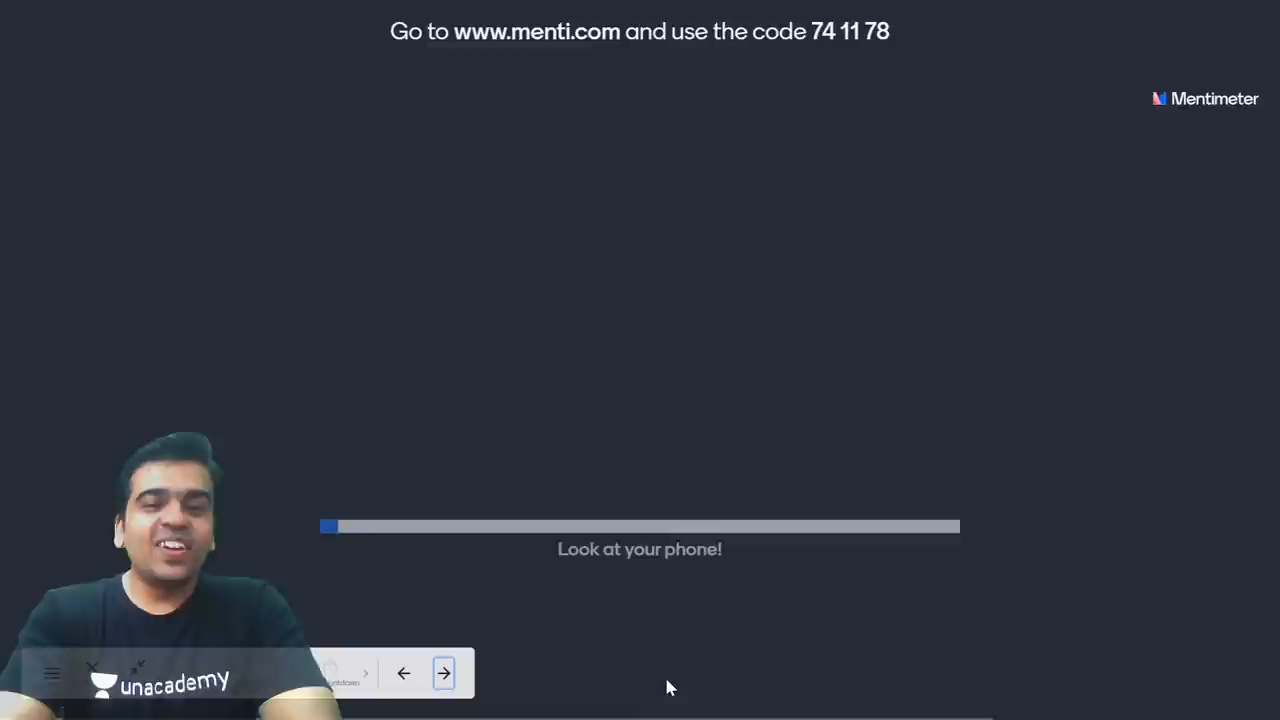 Go to www.menti.com and use the code 74 11 78
Mentimeter
Look at your phone!
unacademy